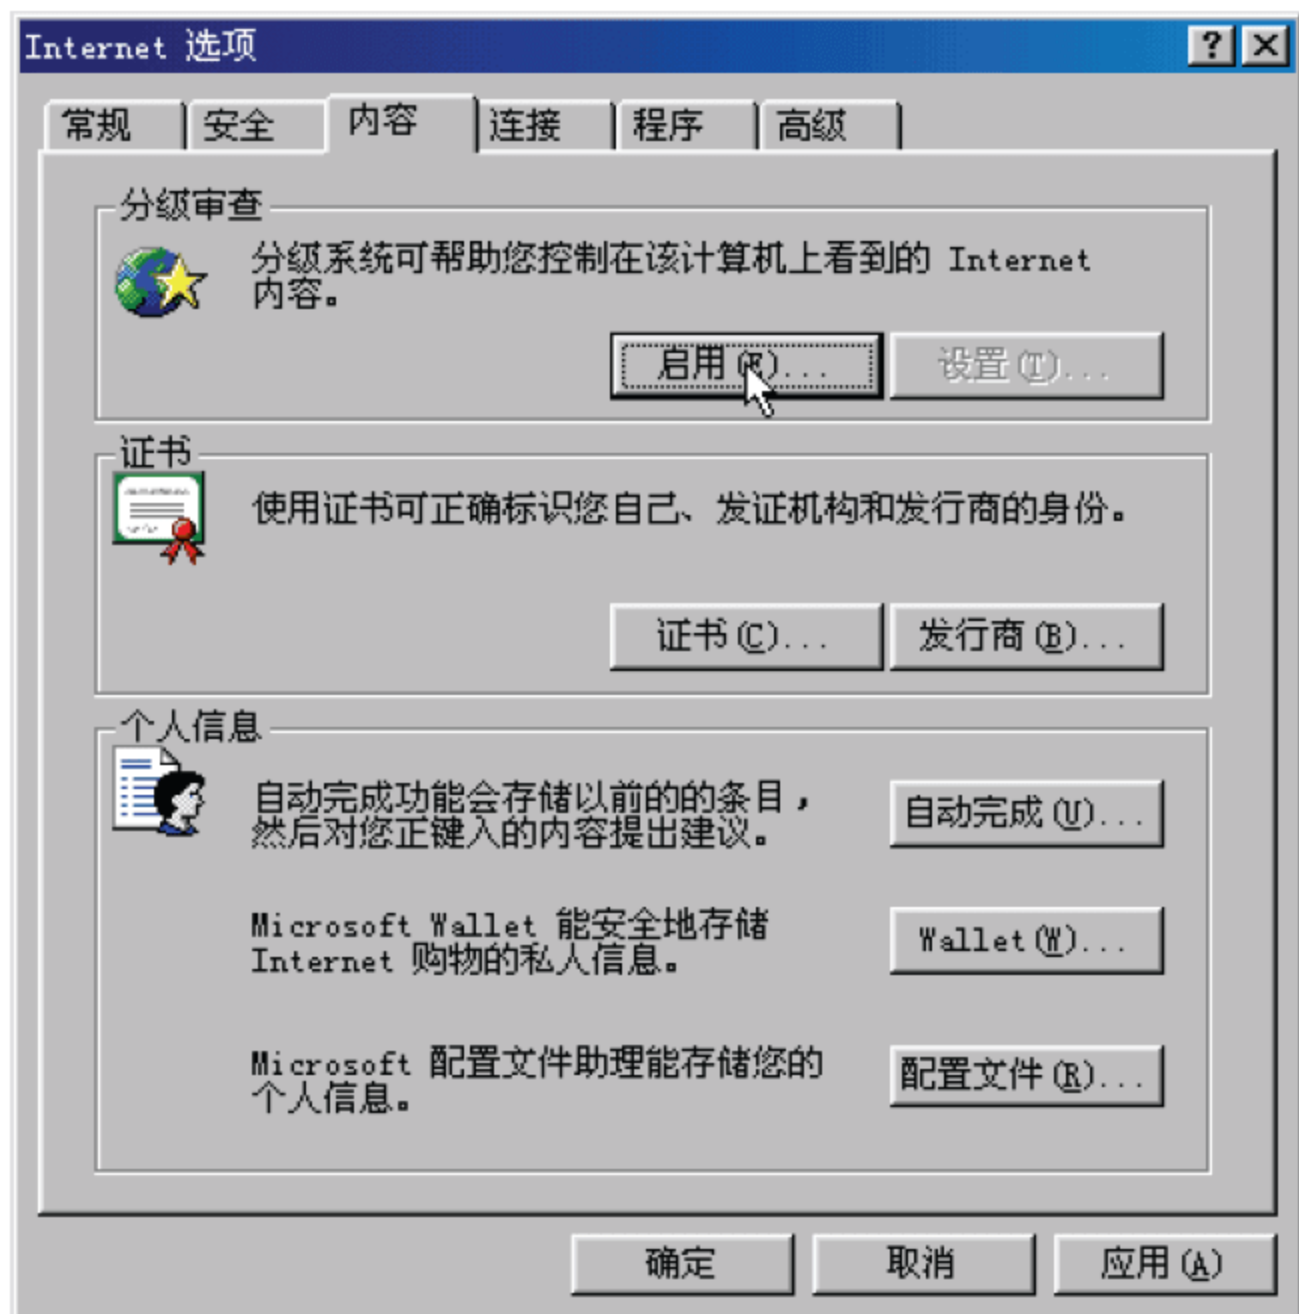 Internet 选项
常规 安全 内容 连接 程序 高级
分级审查
分级系统可帮助您控制在该计算机上看到的 Internet
内容。
启用(E)... 设置(T)...
证书
使用证书可正确标识您自己、发证机构和发行商的身份。
证书(C)... 发行商(B)...
个人信息
自动完成功能会存储以前的的条目，
然后对您正键入的内容提出建议。
自动完成(U)...
Microsoft Wallet 能安全地存储
Internet 购物的私人信息。
Wallet(W)...
Microsoft 配置文件助理能存储您的
个人信息。
配置文件(R)...
确定 取消 应用(A)